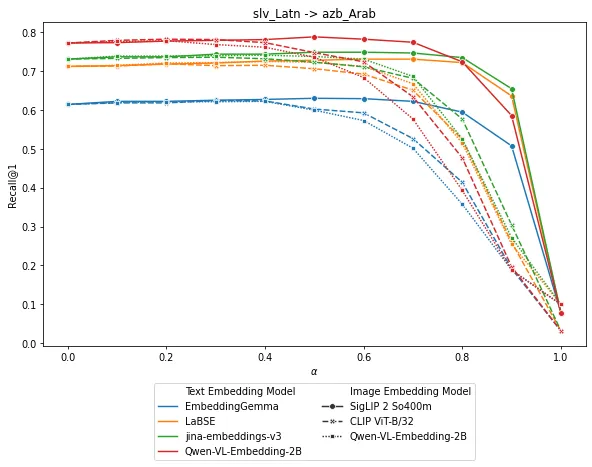 slv_Latn -> azb_Arab
Recall@1
0.8
0.7
0.6
0.5
0.4
0.3
0.2
0.1
0.0
0.0 0.2 0.4 0.6 0.8 1.0
α
Text Embedding Model
EmbeddingGemma
LaBSE
jina-embeddings-v3
Qwen-VL-Embedding-2B
Image Embedding Model
SigLIP 2 So400m
CLIP ViT-B/32
Qwen-VL-Embedding-2B